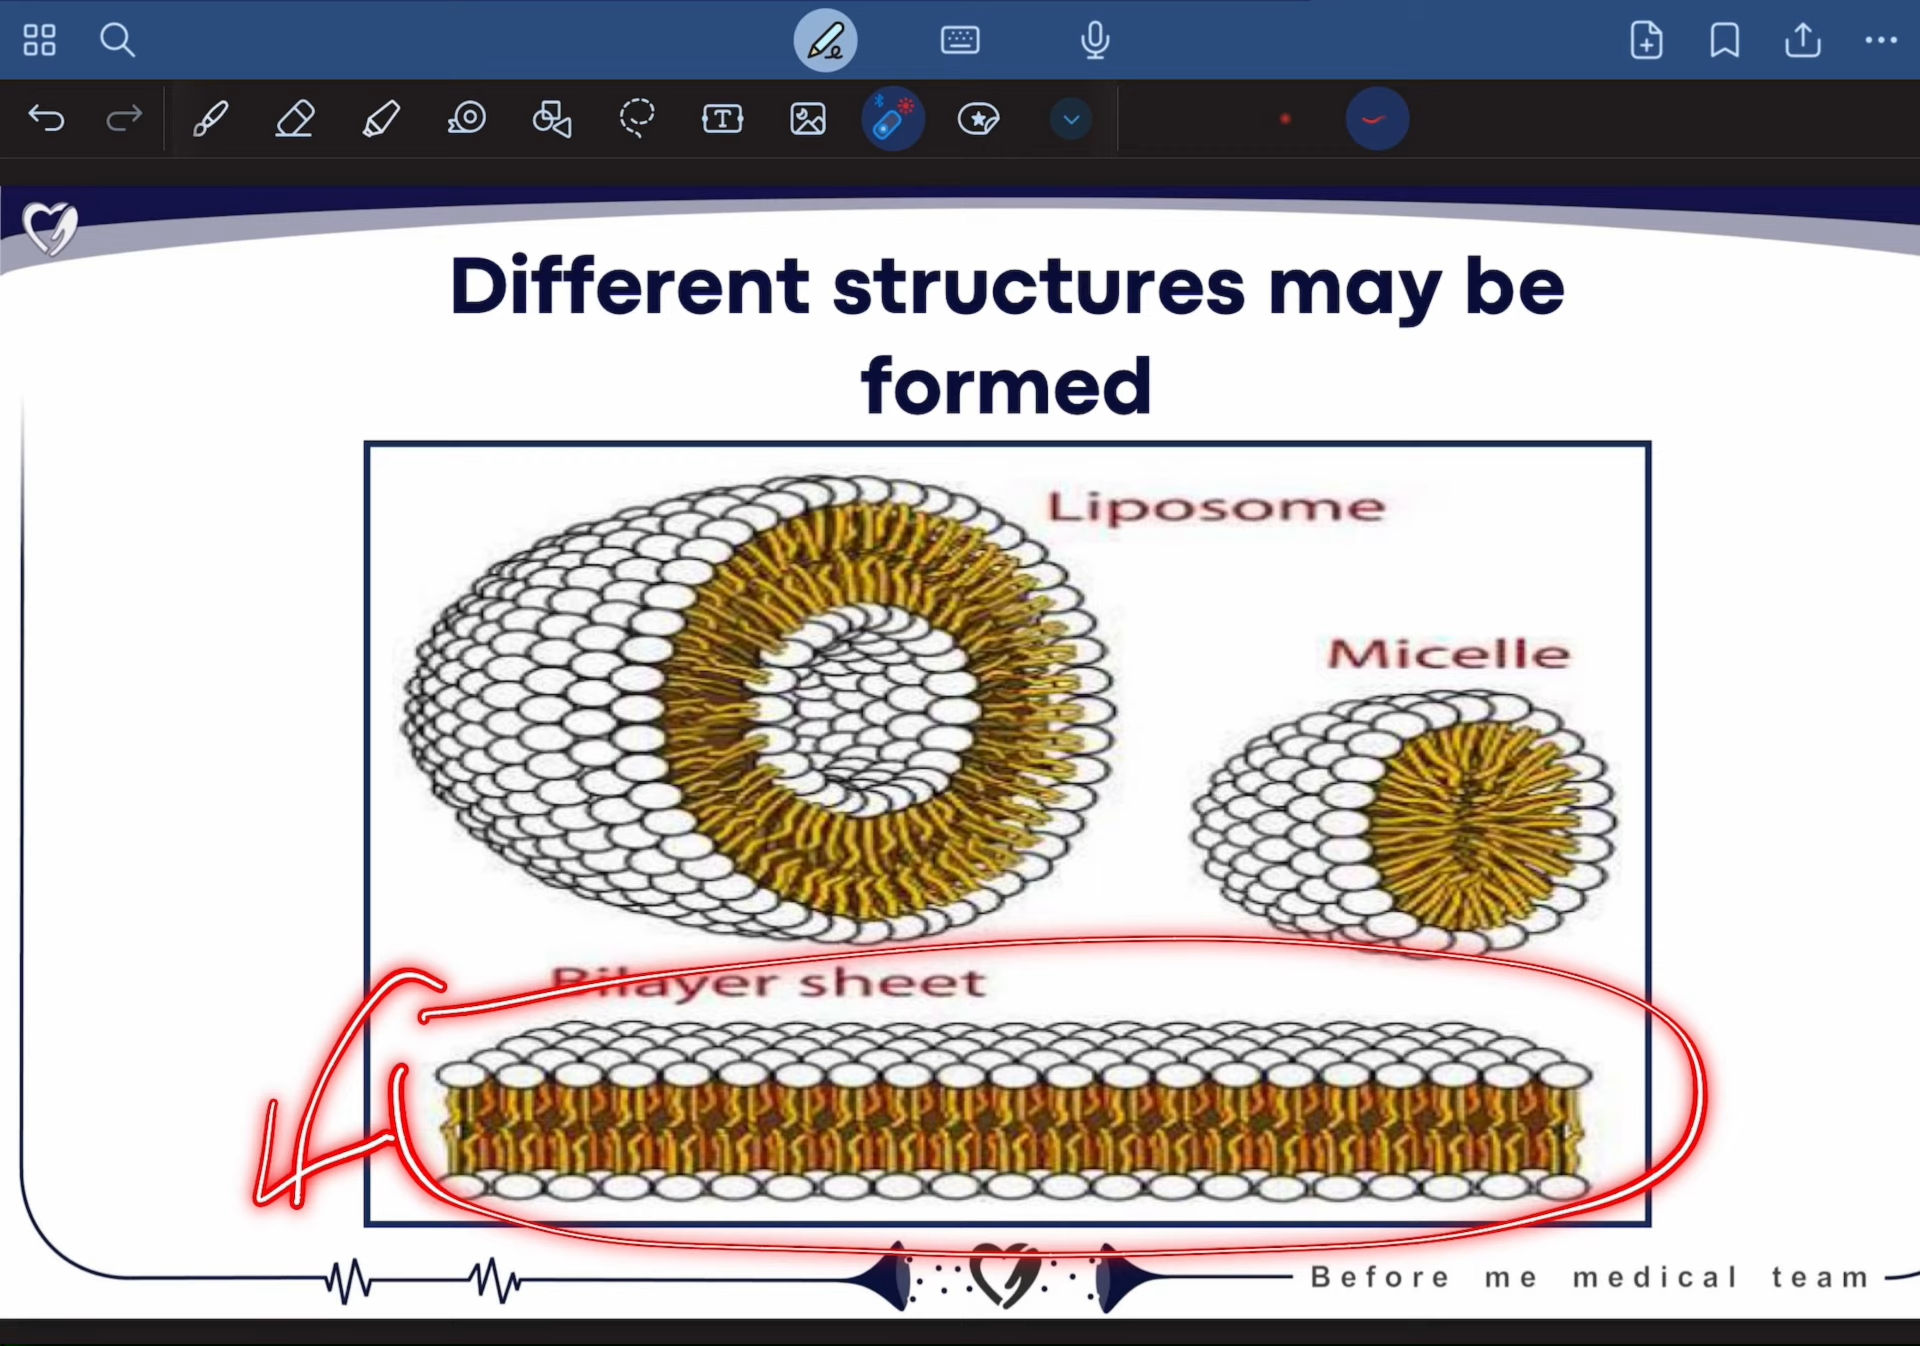 Different structures may be
formed
Liposome
Micelle
Bilayer sheet
Before me medical team